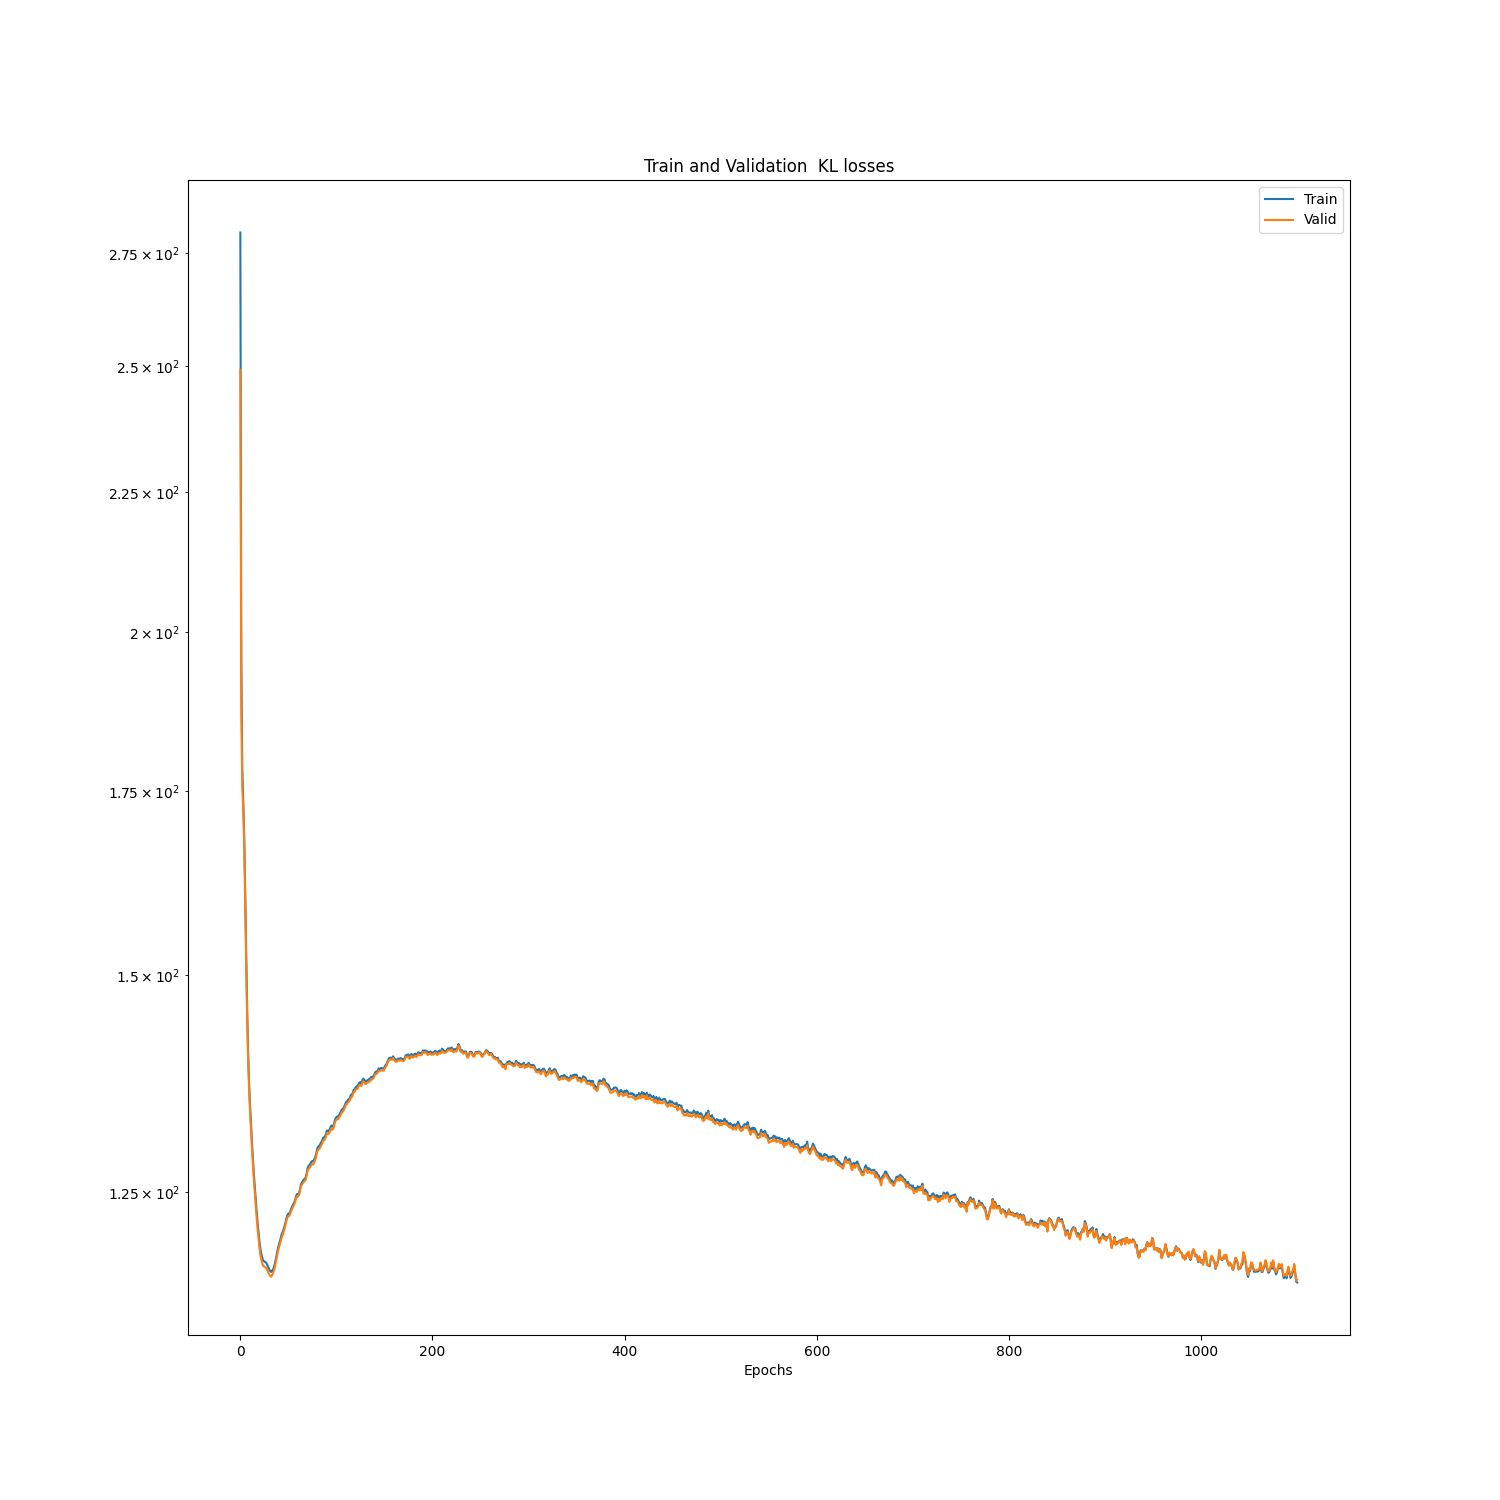 Train and Validation  KL losses
Train
Valid
2.75 × 10²
2.5 × 10²
2.25 × 10²
2 × 10²
1.75 × 10²
1.5 × 10²
1.25 × 10²
0 200 400 600 800 1000
Epochs